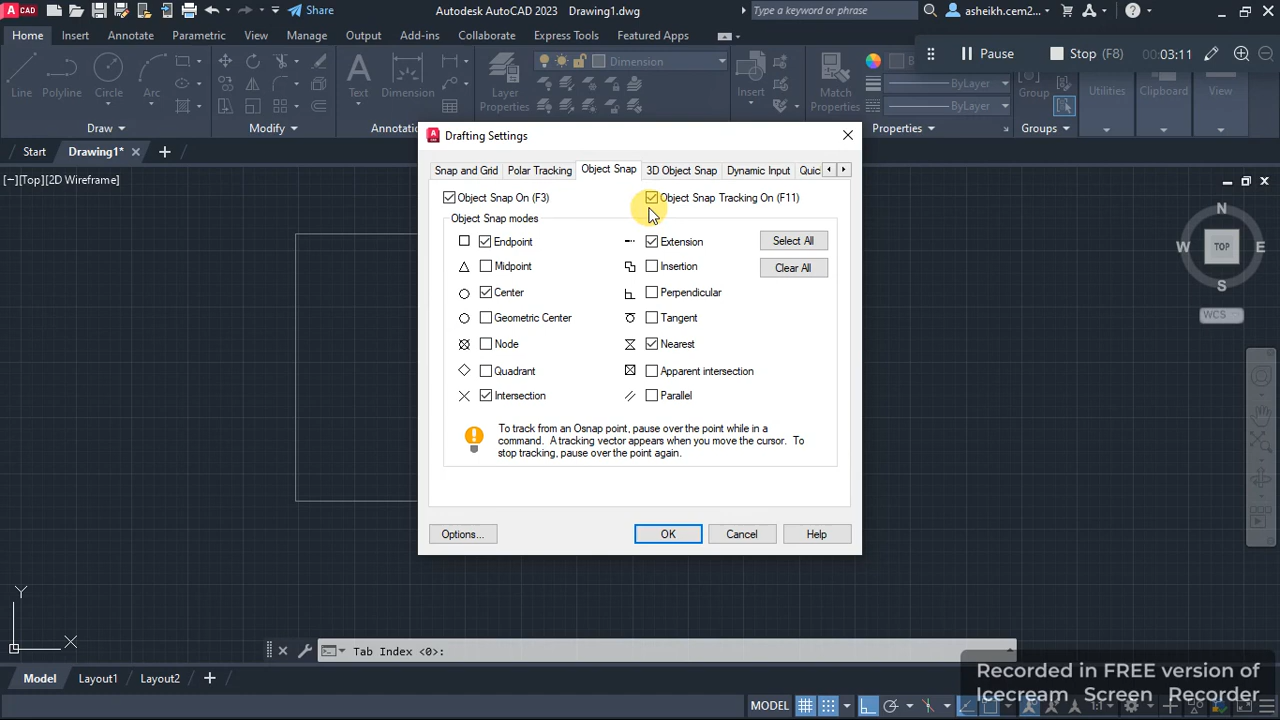 Share
Autodesk AutoCAD 2023 Drawing1.dwg
Type a keyword or phrase
asheikh.cem2...
Home Insert Annotate Parametric View Manage Output Add-ins Collaborate Express Tools Featured Apps
Pause Stop (F8) 00:03:11
Line Polyline Circle Arc
Text Dimension
Layer
Properties
Dimension
Insert
Match
Properties
ByLayer
ByLayer
Group
Utilities Clipboard View
Draw Modify Annotatio
Properties Groups
Start Drawing1*
[−][Top][2D Wireframe]
Drafting Settings
Snap and Grid Polar Tracking Object Snap 3D Object Snap Dynamic Input Quic
Object Snap On (F3) Object Snap Tracking On (F11)
Object Snap modes
Endpoint Extension Select All
Midpoint Insertion Clear All
Center Perpendicular
Geometric Center Tangent
Node Nearest
Quadrant Apparent intersection
Intersection Parallel
To track from an Osnap point, pause over the point while in a
command. A tracking vector appears when you move the cursor. To
stop tracking, pause over the point again.
Options... OK Cancel Help
N
W TOP E
S
WCS
Y
X
Tab Index <0>:
Model Layout1 Layout2
MODEL
1:1
Recorded in FREE version of
Icecream Screen Recorder